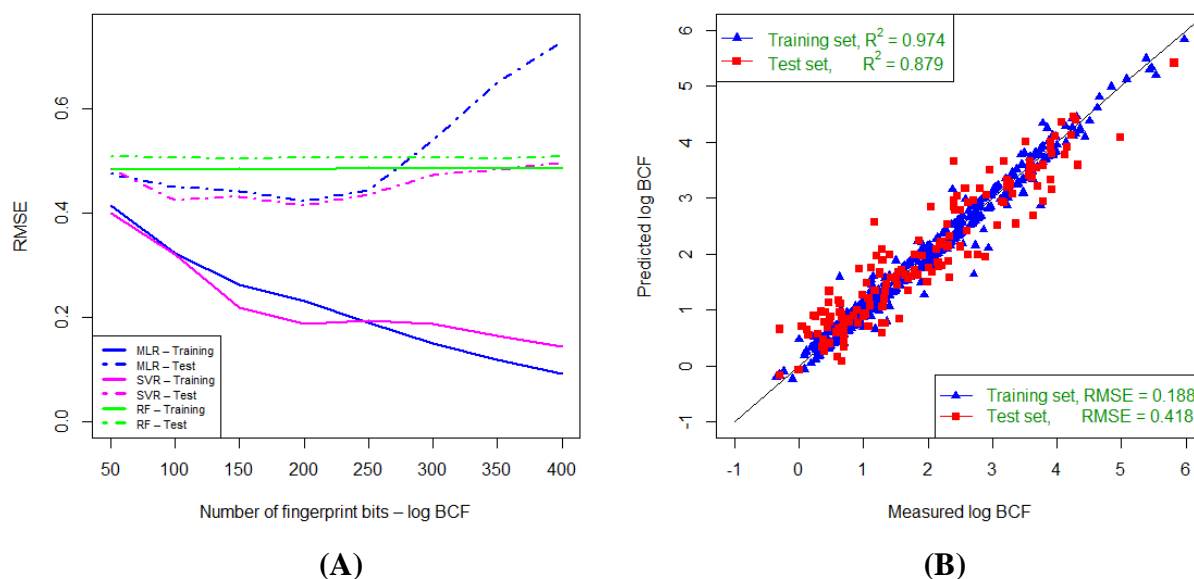 RMSE
0.0
0.2
0.4
0.6
MLR – Training
MLR – Test
SVR – Training
SVR – Test
RF – Training
RF – Test
50 100 150 200 250 300 350 400
Number of fingerprint bits – log BCF
(A)
Predicted log BCF
-1
0
1
2
3
4
5
6
Training set, R² = 0.974
Test set, R² = 0.879
Training set, RMSE = 0.188
Test set, RMSE = 0.418
-1 0 1 2 3 4 5 6
Measured log BCF
(B)